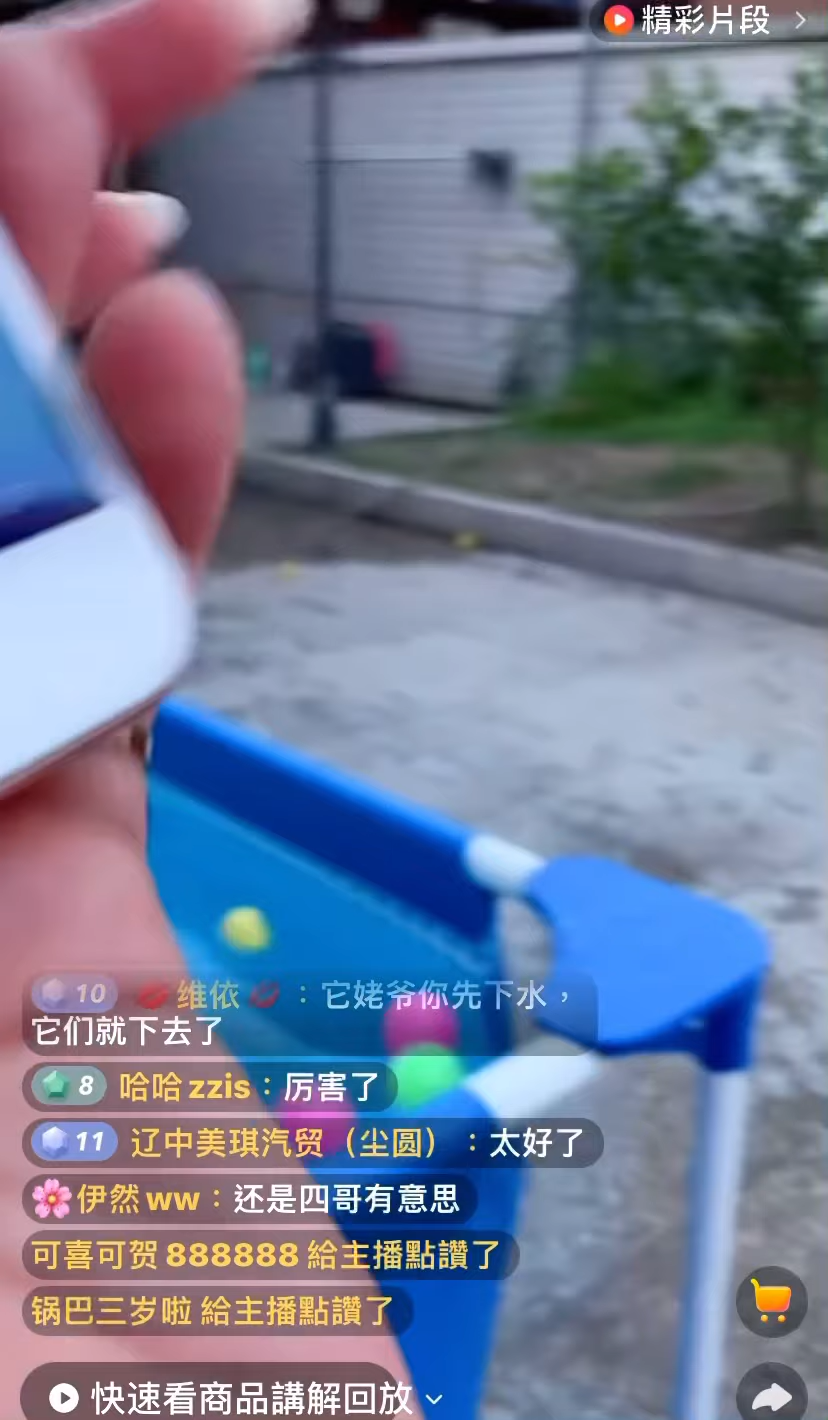 精彩片段
10 维依：它姥爷你先下水，
它们就下去了
8 哈哈zzis：厉害了
11 辽中美琪汽贸（尘圆）：太好了
伊然ww：还是四哥有意思
可喜可贺888888 給主播點讚了
锅巴三岁啦 給主播點讚了
快速看商品講解回放